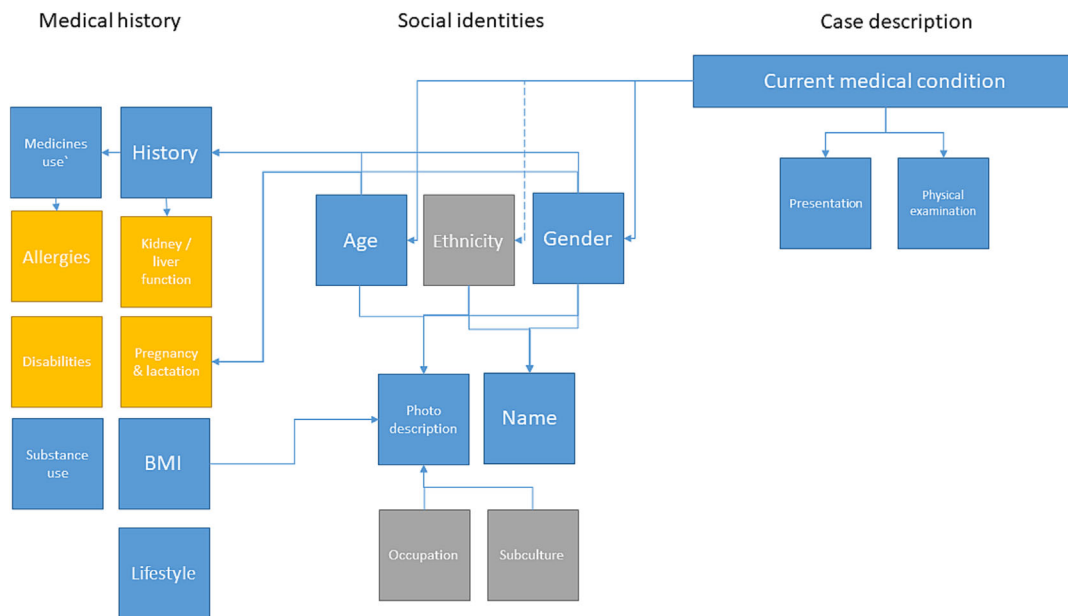 Medical history
Social identities
Case description
Current medical condition
Medicines
use`
History
Presentation
Physical
examination
Age
Ethnicity
Gender
Allergies
Kidney /
liver
function
Disabilities
Pregnancy
& lactation
Photo
description
Name
Substance
use
BMI
Occupation
Subculture
Lifestyle